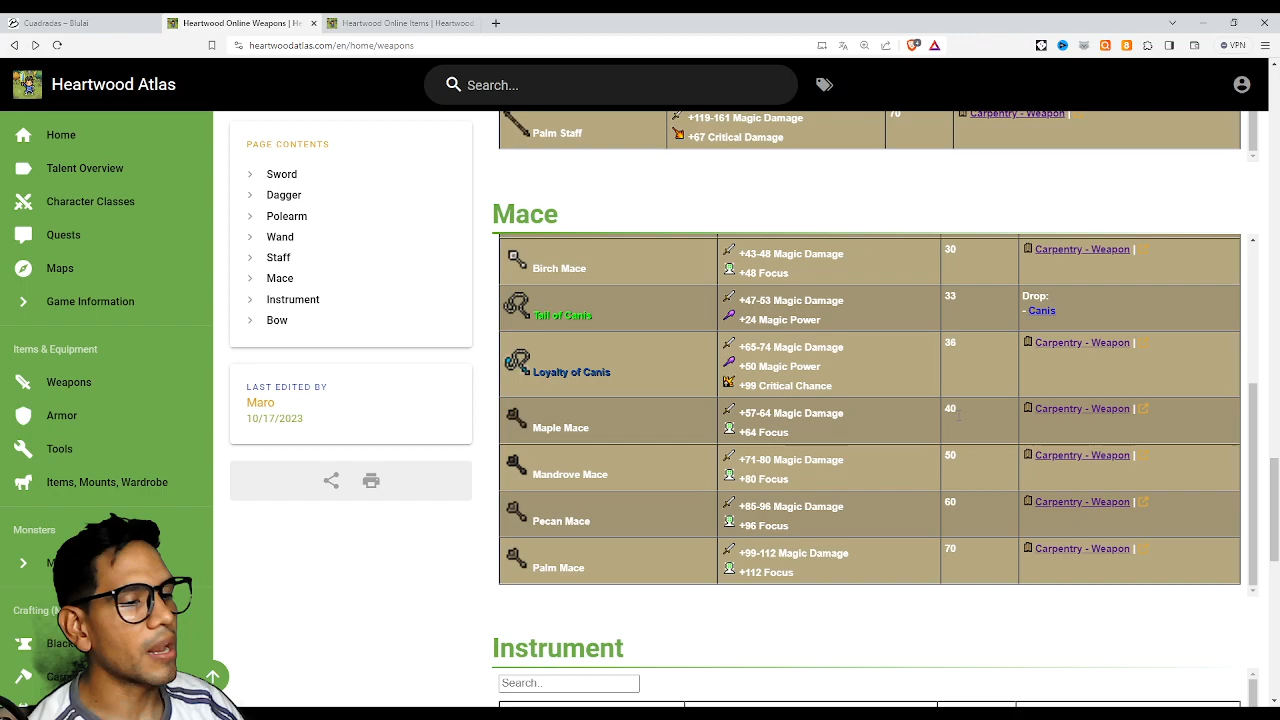 Cuadradas – Blulai
Heartwood Online Weapons | He
Heartwood Online Items | Heartwood
heartwoodatlas.com/en/home/weapons
VPN
Heartwood Atlas
Search...
Home
Talent Overview
Character Classes
Quests
Maps
Game Information
Items & Equipment
Weapons
Armor
Tools
Items, Mounts, Wardrobe
Monsters
M
Crafting (
Black
Ca
PAGE CONTENTS
Sword
Dagger
Polearm
Wand
Staff
Mace
Instrument
Bow
LAST EDITED BY
Maro
10/17/2023
Palm Staff
+119-161 Magic Damage
+67 Critical Damage
70
Carpentry - Weapon |
Mace
Birch Mace
+43-48 Magic Damage
+48 Focus
30
Carpentry - Weapon |
Tail of Canis
+47-53 Magic Damage
+24 Magic Power
33
Drop:
- Canis
Loyalty of Canis
+65-74 Magic Damage
+50 Magic Power
+99 Critical Chance
36
Carpentry - Weapon |
Maple Mace
+57-64 Magic Damage
+64 Focus
40
Carpentry - Weapon |
Mandrove Mace
+71-80 Magic Damage
+80 Focus
50
Carpentry - Weapon |
Pecan Mace
+85-96 Magic Damage
+96 Focus
60
Carpentry - Weapon |
Palm Mace
+99-112 Magic Damage
+112 Focus
70
Carpentry - Weapon |
Instrument
Search..